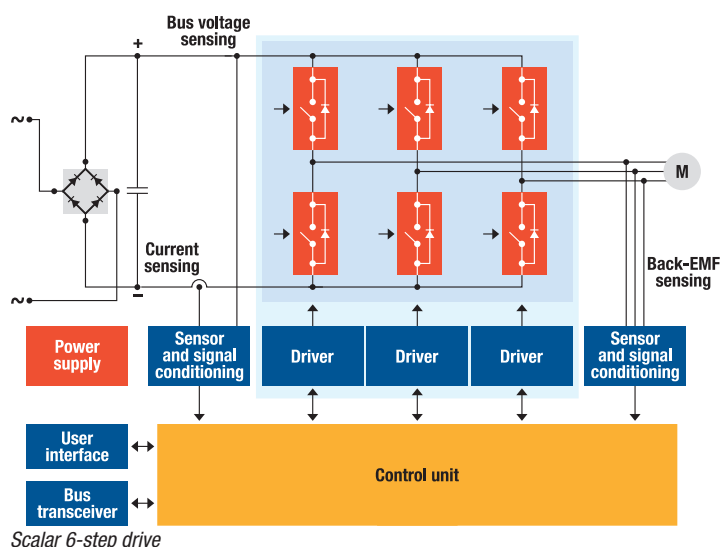 Bus voltage
sensing
+
~
M
Current
sensing
Back-EMF
sensing
~
-
Power
supply
Sensor
and signal
conditioning
Driver
Driver
Driver
Sensor
and signal
conditioning
User
interface
Control unit
Bus
transceiver
Scalar 6-step drive